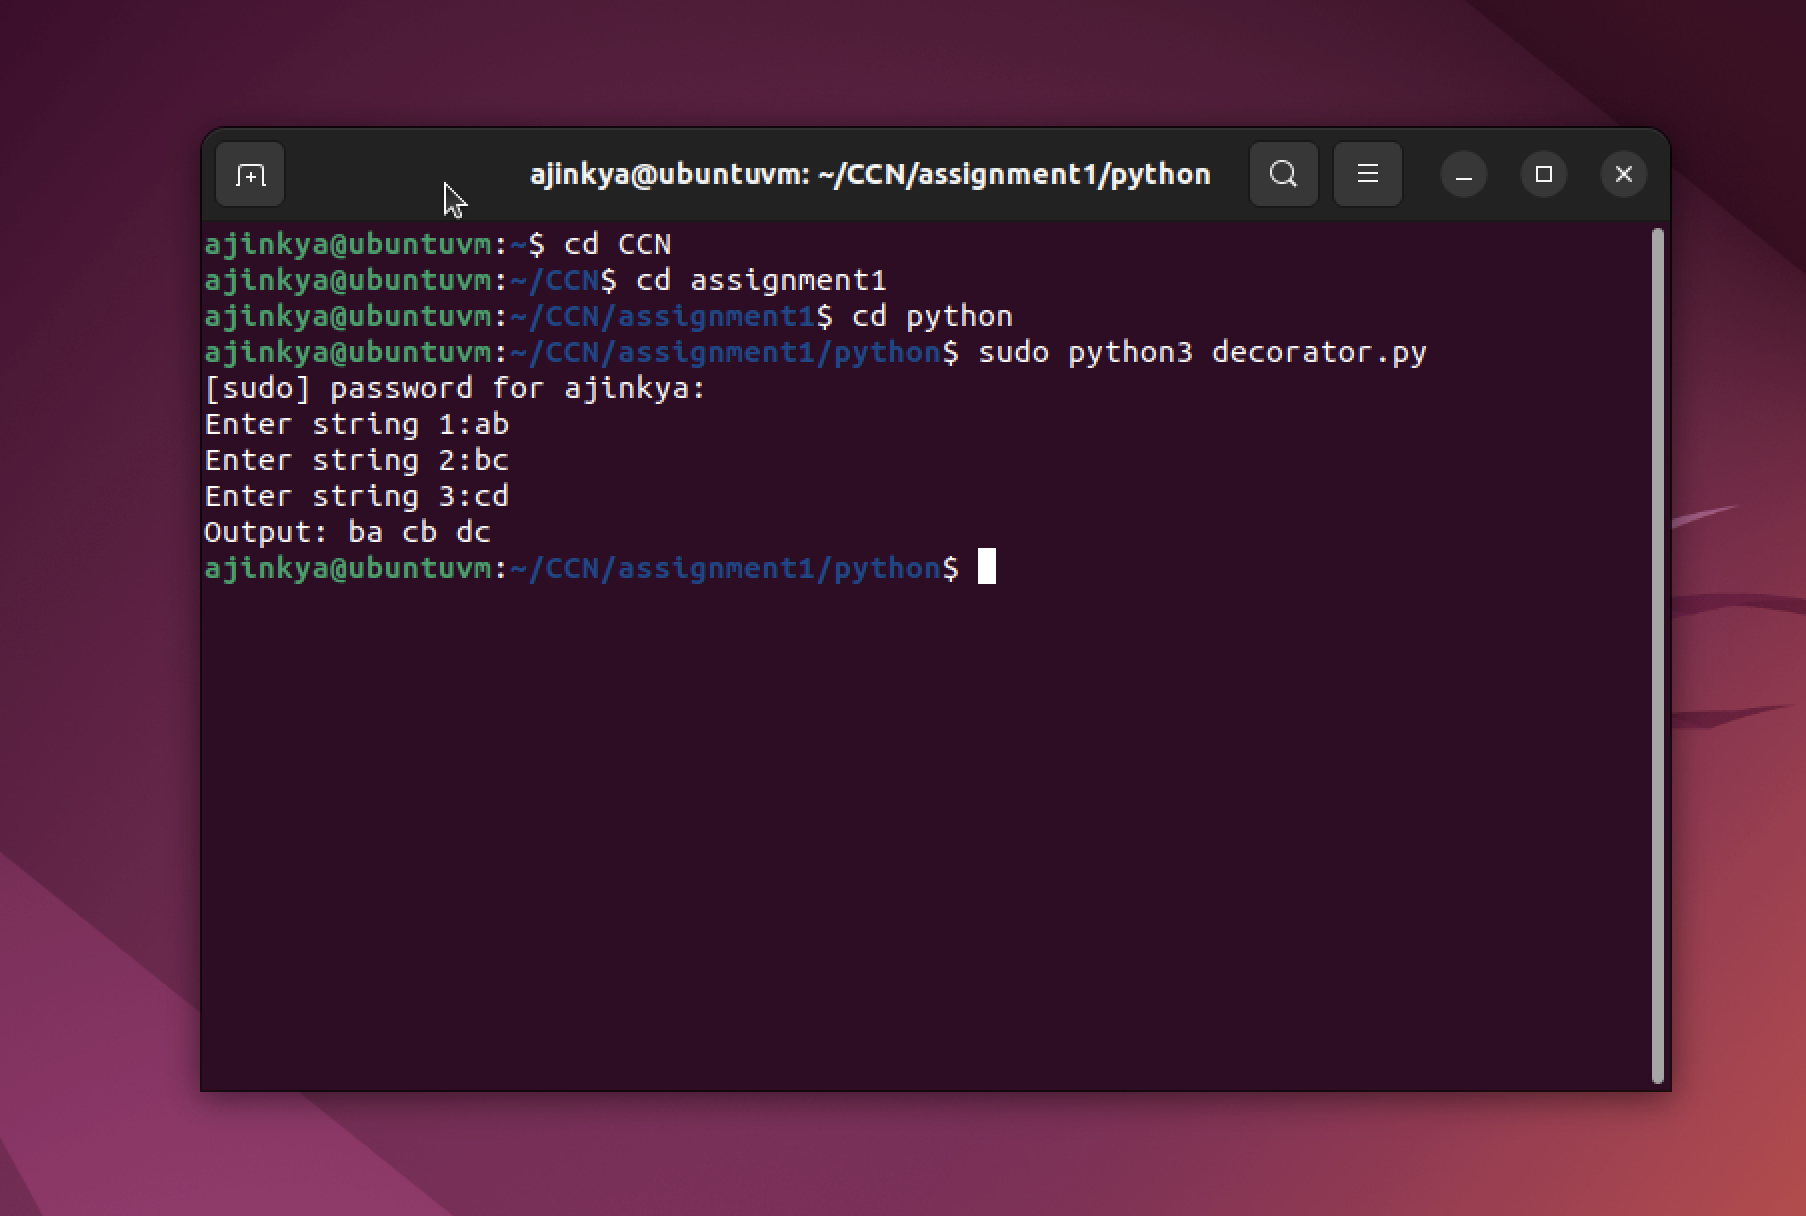 ajinkya@ubuntuvm: ~/CCN/assignment1/python
ajinkya@ubuntuvm:~$ cd CCN
ajinkya@ubuntuvm:~/CCN$ cd assignment1
ajinkya@ubuntuvm:~/CCN/assignment1$ cd python
ajinkya@ubuntuvm:~/CCN/assignment1/python$ sudo python3 decorator.py
[sudo] password for ajinkya:
Enter string 1:ab
Enter string 2:bc
Enter string 3:cd
Output: ba cb dc
ajinkya@ubuntuvm:~/CCN/assignment1/python$